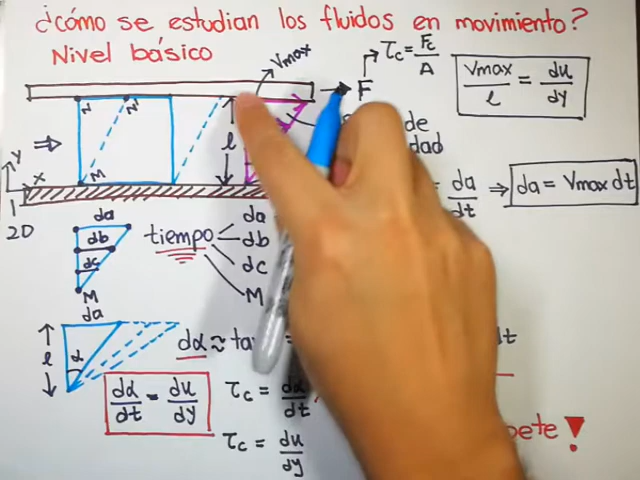 ¿cómo se estudian los fluidos en movimiento?
Nivel básico
Vmax
τc = Fc/A
F
Vmax/l = du/dy
N N'
l
de
dad
Y
X
M
= da/dt ⇒ da = Vmax dt
2D
da
db
dc
M
tiempo
da
db
dc
M
da
l
α
dα ≈ ta
dt
dα/dt = du/dy
τc = dα/dt
τc = du/dy
ete!